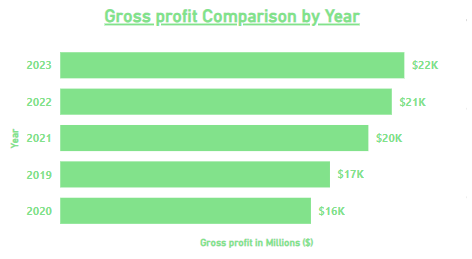 Gross profit Comparison by Year
2023 $22K
2022 $21K
Year
2021 $20K
2019 $17K
2020 $16K
Gross profit in Millions ($)